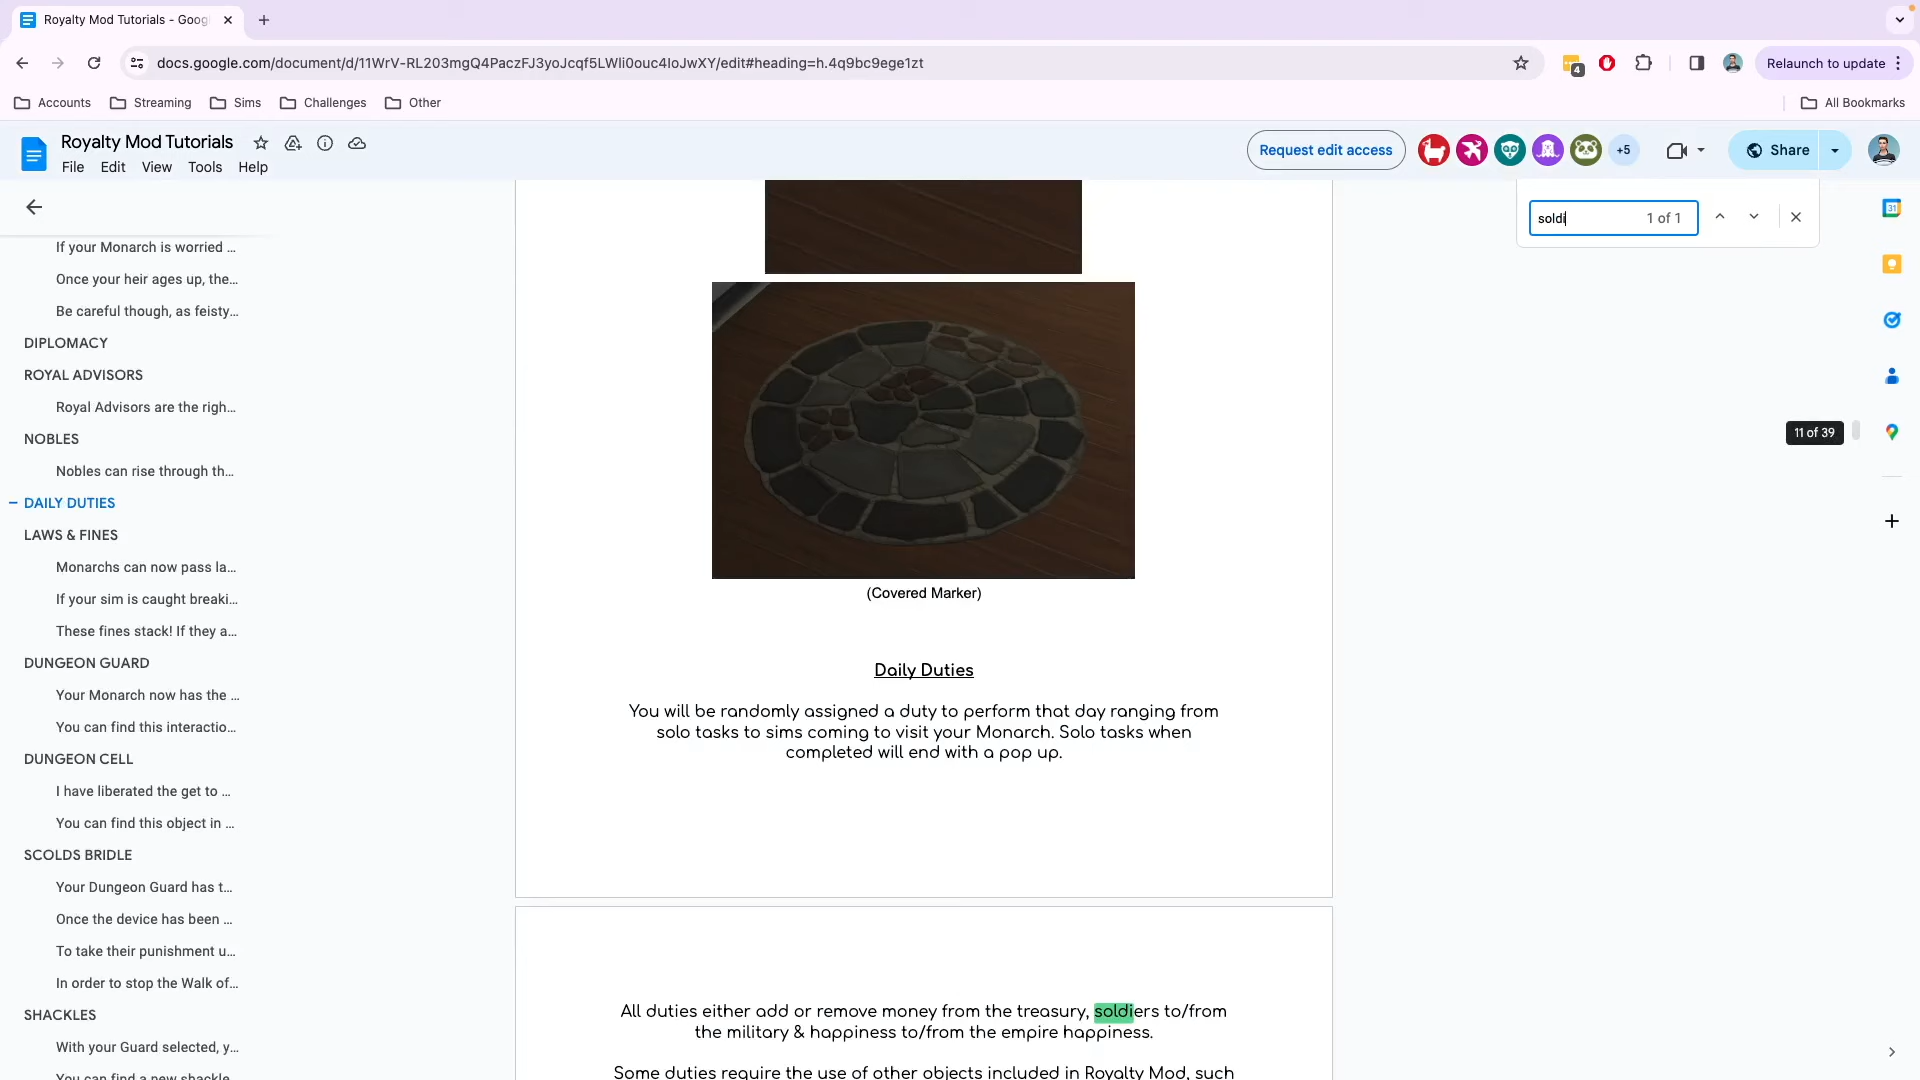 Royalty Mod Tutorials - Goog
docs.google.com/document/d/11WrV-RL203mgQ4PaczFJ3yoJcqf5LWli0ouc4IoJwXY/edit#heading=h.4q9bc9ege1zt
4
Relaunch to update
Accounts
Streaming
Sims
Challenges
Other
All Bookmarks
Royalty Mod Tutorials
File Edit View Tools Help
Request edit access
+5
Share
soldi
1 of 1
31
If your Monarch is worried ...
Once your heir ages up, the...
Be careful though, as feisty...
DIPLOMACY
ROYAL ADVISORS
Royal Advisors are the righ...
NOBLES
Nobles can rise through th...
DAILY DUTIES
LAWS & FINES
Monarchs can now pass la...
If your sim is caught breaki...
These fines stack! If they a...
DUNGEON GUARD
Your Monarch now has the ...
You can find this interactio...
DUNGEON CELL
I have liberated the get to ...
You can find this object in ...
SCOLDS BRIDLE
Your Dungeon Guard has t...
Once the device has been ...
To take their punishment u...
In order to stop the Walk of...
SHACKLES
With your Guard selected, y...
You can find a new shackle
11 of 39
(Covered Marker)
Daily Duties
You will be randomly assigned a duty to perform that day ranging from
solo tasks to sims coming to visit your Monarch. Solo tasks when
completed will end with a pop up.
All duties either add or remove money from the treasury, soldiers to/from
the military & happiness to/from the empire happiness.
Some duties require the use of other objects included in Royalty Mod, such